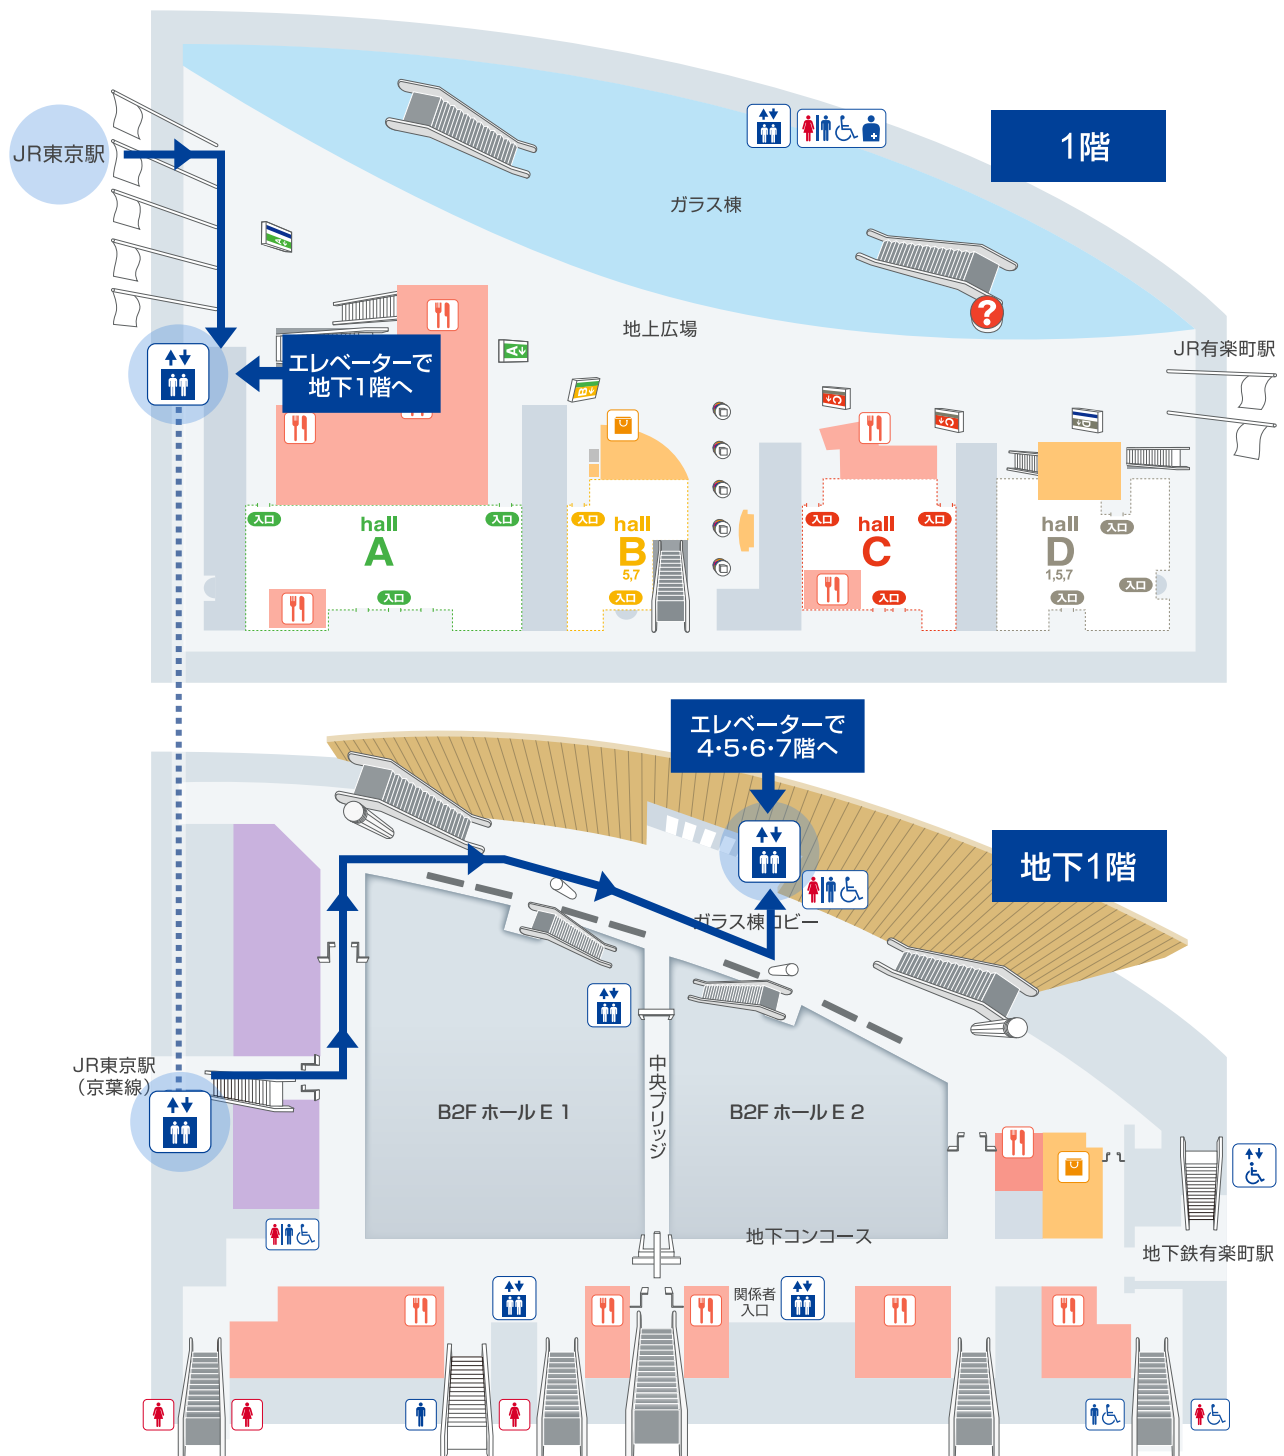 1階
JR東京駅
ガラス棟
A
地上広場
JR有楽町駅
エレベーターで
地下1階へ
A
B
C
C
D
入口
入口
入口
入口
入口
入口
hall
A
hall
B
5,7
hall
C
hall
D
1,5,7
入口
入口
入口
入口
入口
エレベーターで
4・5・6・7階へ
地下1階
ガラス棟ロビー
JR東京駅
（京葉線）
中央ブリッジ
B2F ホール E 1
B2F ホール E 2
地下コンコース
地下鉄有楽町駅
関係者
入口